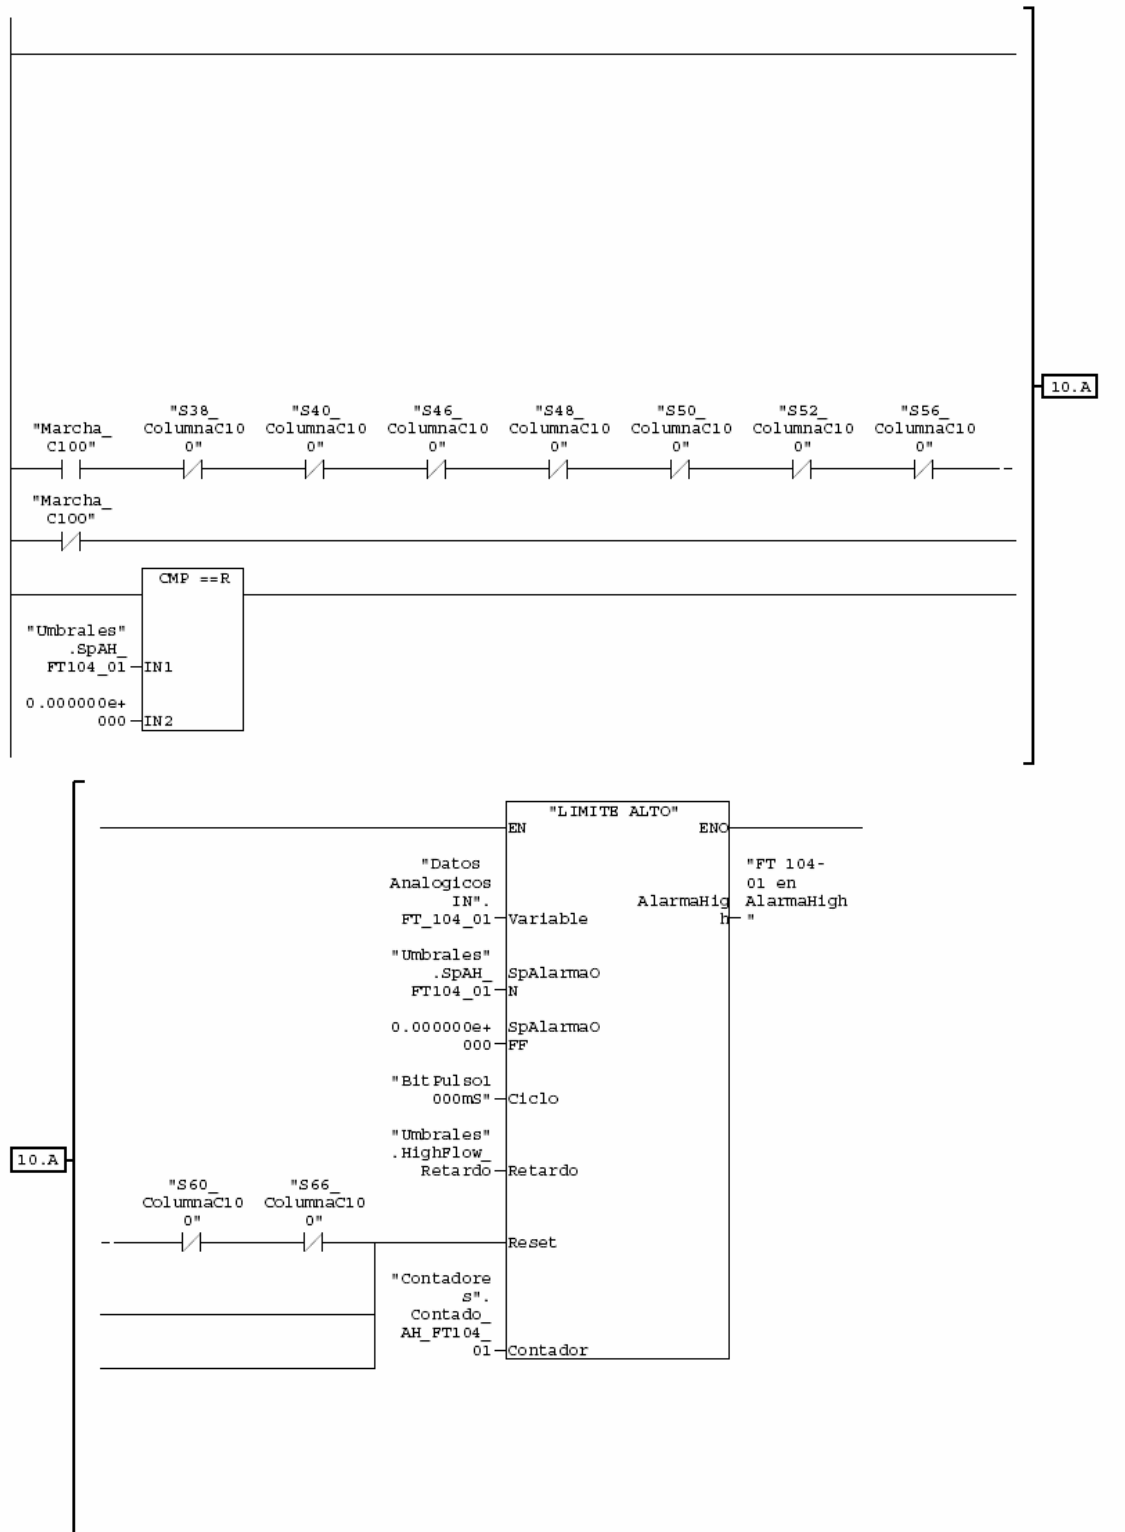 10.A
"S38_
ColumnaC10
0"
"S40_
ColumnaC10
0"
"S46_
ColumnaC10
0"
"S48_
ColumnaC10
0"
"S50_
ColumnaC10
0"
"S52_
ColumnaC10
0"
"S56_
ColumnaC10
0"
"Marcha_
C100"
"Marcha_
C100"
CMP ==R
"Umbrales"
.SpAH_
FT104_01
IN1
0.000000e+
000
IN2
"LIMITE ALTO"
EN
ENO
"Datos
Analogicos
IN".
FT_104_01
Variable
AlarmaHig
h
"FT 104-
01 en
AlarmaHigh
"
"Umbrales"
.SpAH_
FT104_01
SpAlarmaO
N
0.000000e+
000
SpAlarmaO
FF
"BitPulso1
000mS"
Ciclo
"Umbrales"
.HighFlow_
Retardo
Retardo
10.A
"S60_
ColumnaC10
0"
"S66_
ColumnaC10
0"
Reset
"Contadore
s".
Contado_
AH_FT104_
01
Contador